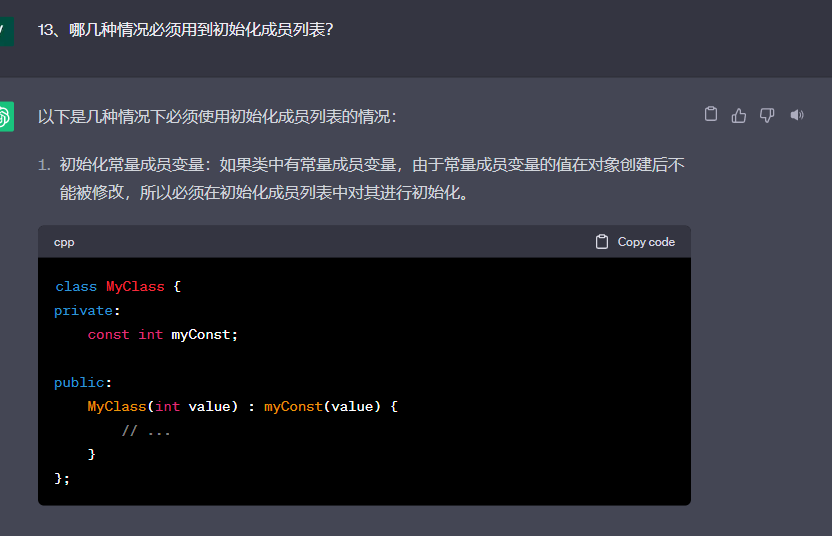 13、哪几种情况必须用到初始化成员列表?
以下是几种情况下必须使用初始化成员列表的情况：
1. 初始化常量成员变量：如果类中有常量成员变量，由于常量成员变量的值在对象创建后不
能被修改，所以必须在初始化成员列表中对其进行初始化。
cpp Copy code
class MyClass {
private:
    const int myConst;
public:
    MyClass(int value) : myConst(value) {
        // ...
    }
};